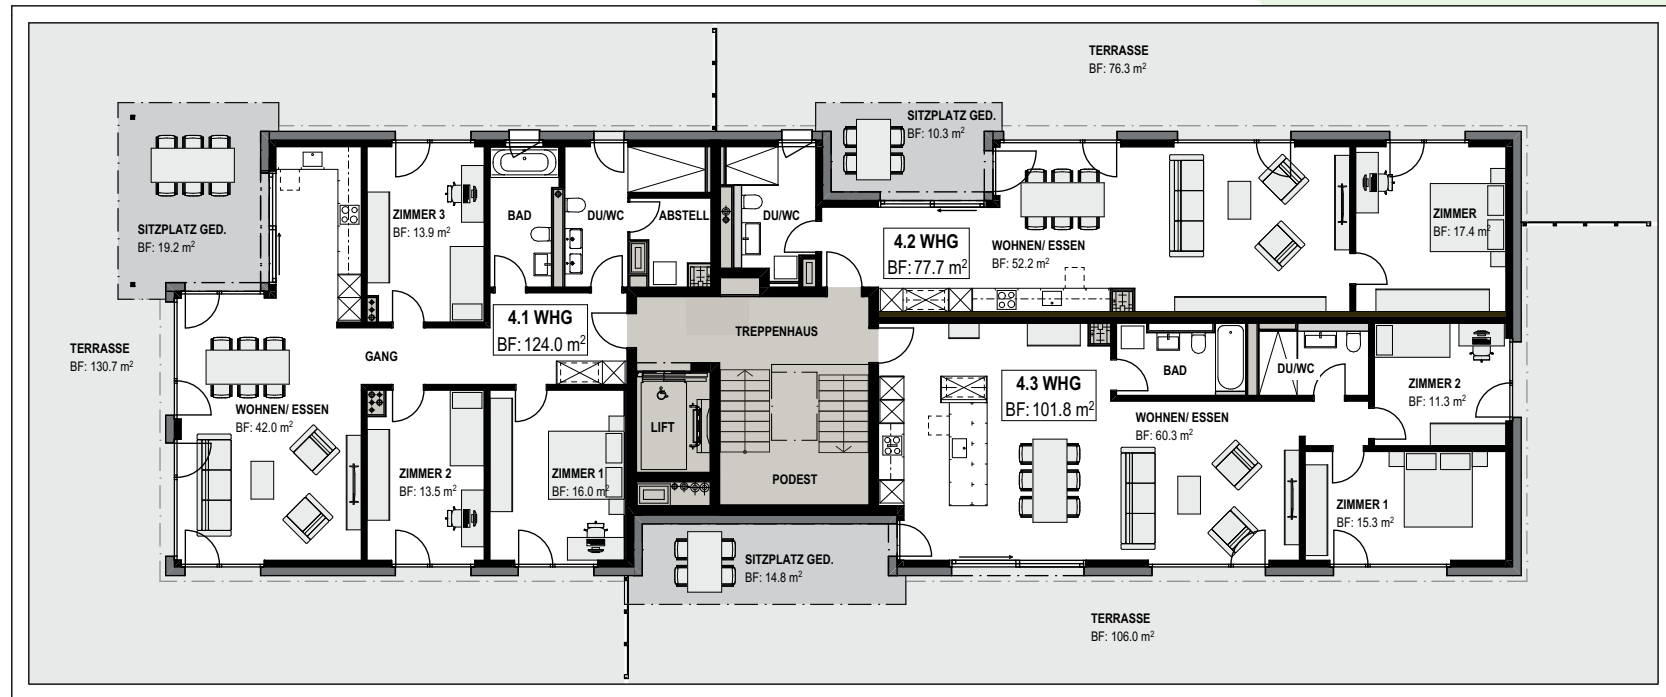 TERRASSE
BF: 76.3 m²
SITZPLATZ GED.
BF: 10.3 m²
SITZPLATZ GED.
BF: 19.2 m²
ZIMMER 3
BF: 13.9 m²
BAD
DU/WC
ABSTELL
DU/WC
4.2 WHG
BF: 77.7 m²
WOHNEN/ ESSEN
BF: 52.2 m²
ZIMMER
BF: 17.4 m²
4.1 WHG
BF: 124.0 m²
TREPPENHAUS
TERRASSE
BF: 130.7 m²
GANG
WOHNEN/ ESSEN
BF: 42.0 m²
LIFT
4.3 WHG
BF: 101.8 m²
BAD
DU/WC
ZIMMER 2
BF: 11.3 m²
WOHNEN/ ESSEN
BF: 60.3 m²
ZIMMER 2
BF: 13.5 m²
ZIMMER 1
BF: 16.0 m²
PODEST
ZIMMER 1
BF: 15.3 m²
SITZPLATZ GED.
BF: 14.8 m²
TERRASSE
BF: 106.0 m²